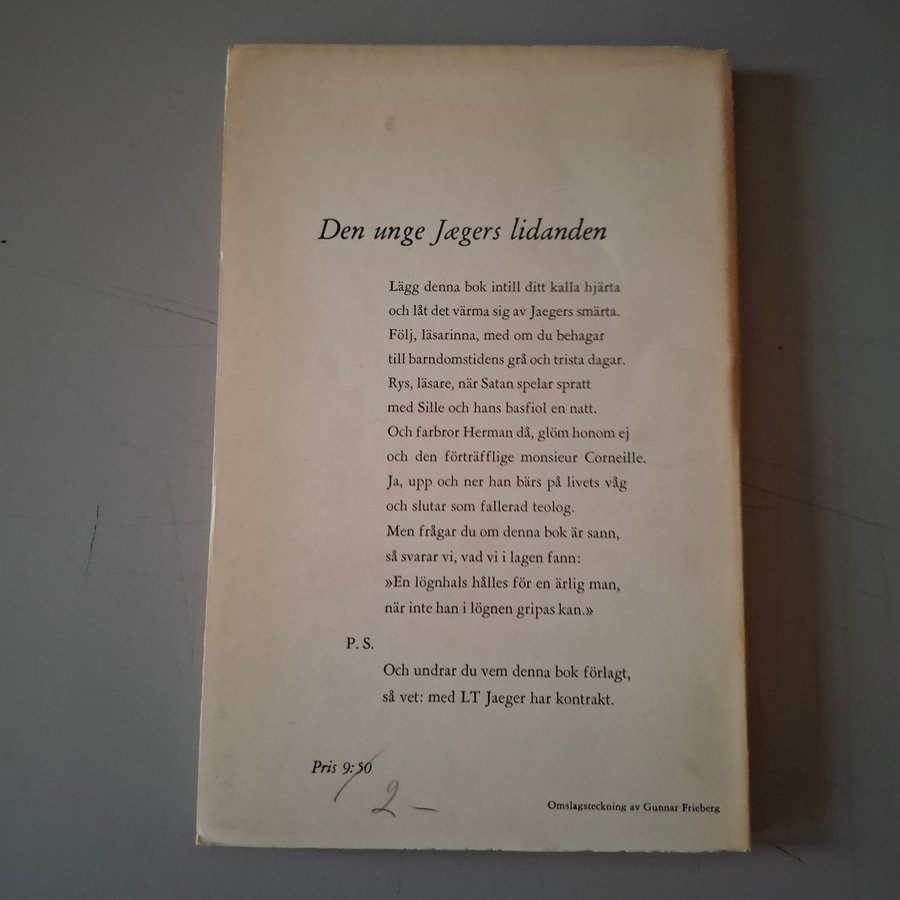 Den unge Jægers lidanden
Lägg denna bok intill ditt kalla hjärta
och låt det värma sig av Jaegers smärta.
Följ, läsarinna, med om du behagar
till barndomstidens grå och trista dagar.
Rys, läsare, när Satan spelar spratt
med Sille och hans basfiol en natt.
Och farbror Herman då, glöm honom ej
och den förträfflige monsieur Corneille.
Ja, upp och ner han bärs på livets våg
och slutar som fallerad teolog.
Men frågar du om denna bok är sann,
så svarar vi, vad vi i lagen fann:
»En lögnhals hålles för en ärlig man,
när inte han i lögnen gripas kan.»
P. S.
Och undrar du vem denna bok förlagt,
så vet: med LT Jaeger har kontrakt.
Pris 9:50
2 –
Omslagsteckning av Gunnar Frieberg